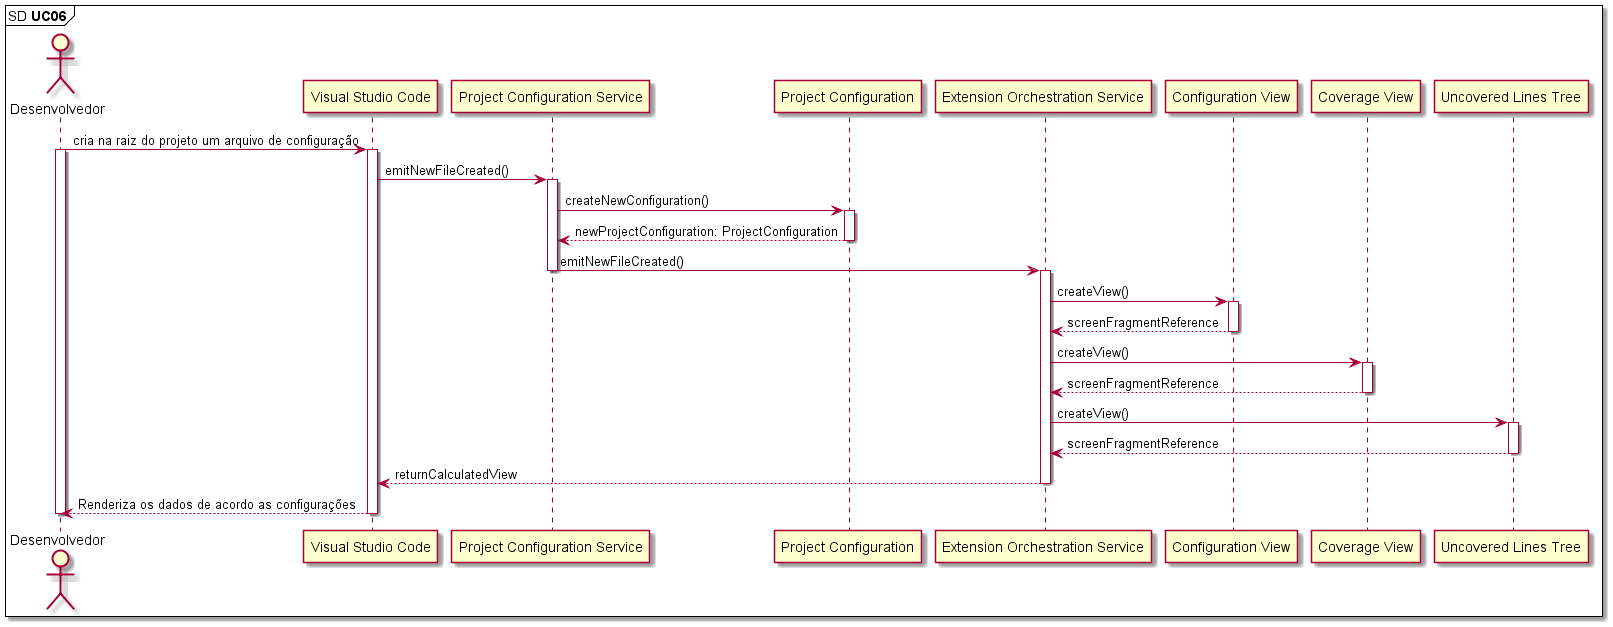 SD UC06
Desenvolvedor
Visual Studio Code
Project Configuration Service
Project Configuration
Extension Orchestration Service
Configuration View
Coverage View
Uncovered Lines Tree
cria na raiz do projeto um arquivo de configuração
emitNewFileCreated()
createNewConfiguration()
newProjectConfiguration: ProjectConfiguration
emitNewFileCreated()
createView()
screenFragmentReference
createView()
screenFragmentReference
createView()
screenFragmentReference
returnCalculatedView
Renderiza os dados de acordo as configurações
Desenvolvedor
Visual Studio Code
Project Configuration Service
Project Configuration
Extension Orchestration Service
Configuration View
Coverage View
Uncovered Lines Tree